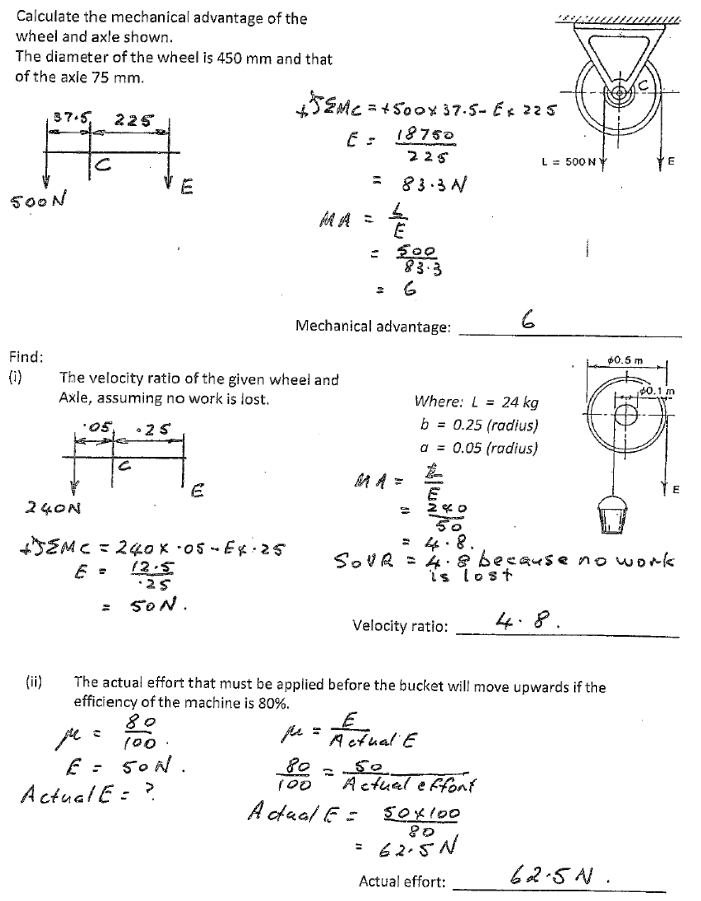 Calculate the mechanical advantage of the
wheel and axle shown.
The diameter of the wheel is 450 mm and that
of the axle 75 mm.
37.5 225
C
500N E
+ΣMc = +500 x 37.5 - E x 225
E = 18750
225
= 83.3 N
MA = L
E
= 500
83.3
= 6
C
L = 500 N E
Mechanical advantage: 6
Find:
(i) The velocity ratio of the given wheel and
Axle, assuming no work is lost.
.05 .25
C
240N E
+ΣMc = 240 x .05 - E x .25
E = 12.5
.25
= 50N.
Where: L = 24 kg
b = 0.25 (radius)
a = 0.05 (radius)
MA = L
E
= 240
50
= 4.8.
So VR = 4.8 because no work
is lost
ϕ0.5 m
ϕ0.1 m
E
Velocity ratio: 4.8.
(ii) The actual effort that must be applied before the bucket will move upwards if the
efficiency of the machine is 80%.
μ = 80
100.
E = 50N.
Actual E = ?
μ = E
Actual E
80 = 50
100 Actual effort
Actual E = 50x100
80
= 62.5 N
Actual effort: 62.5 N.